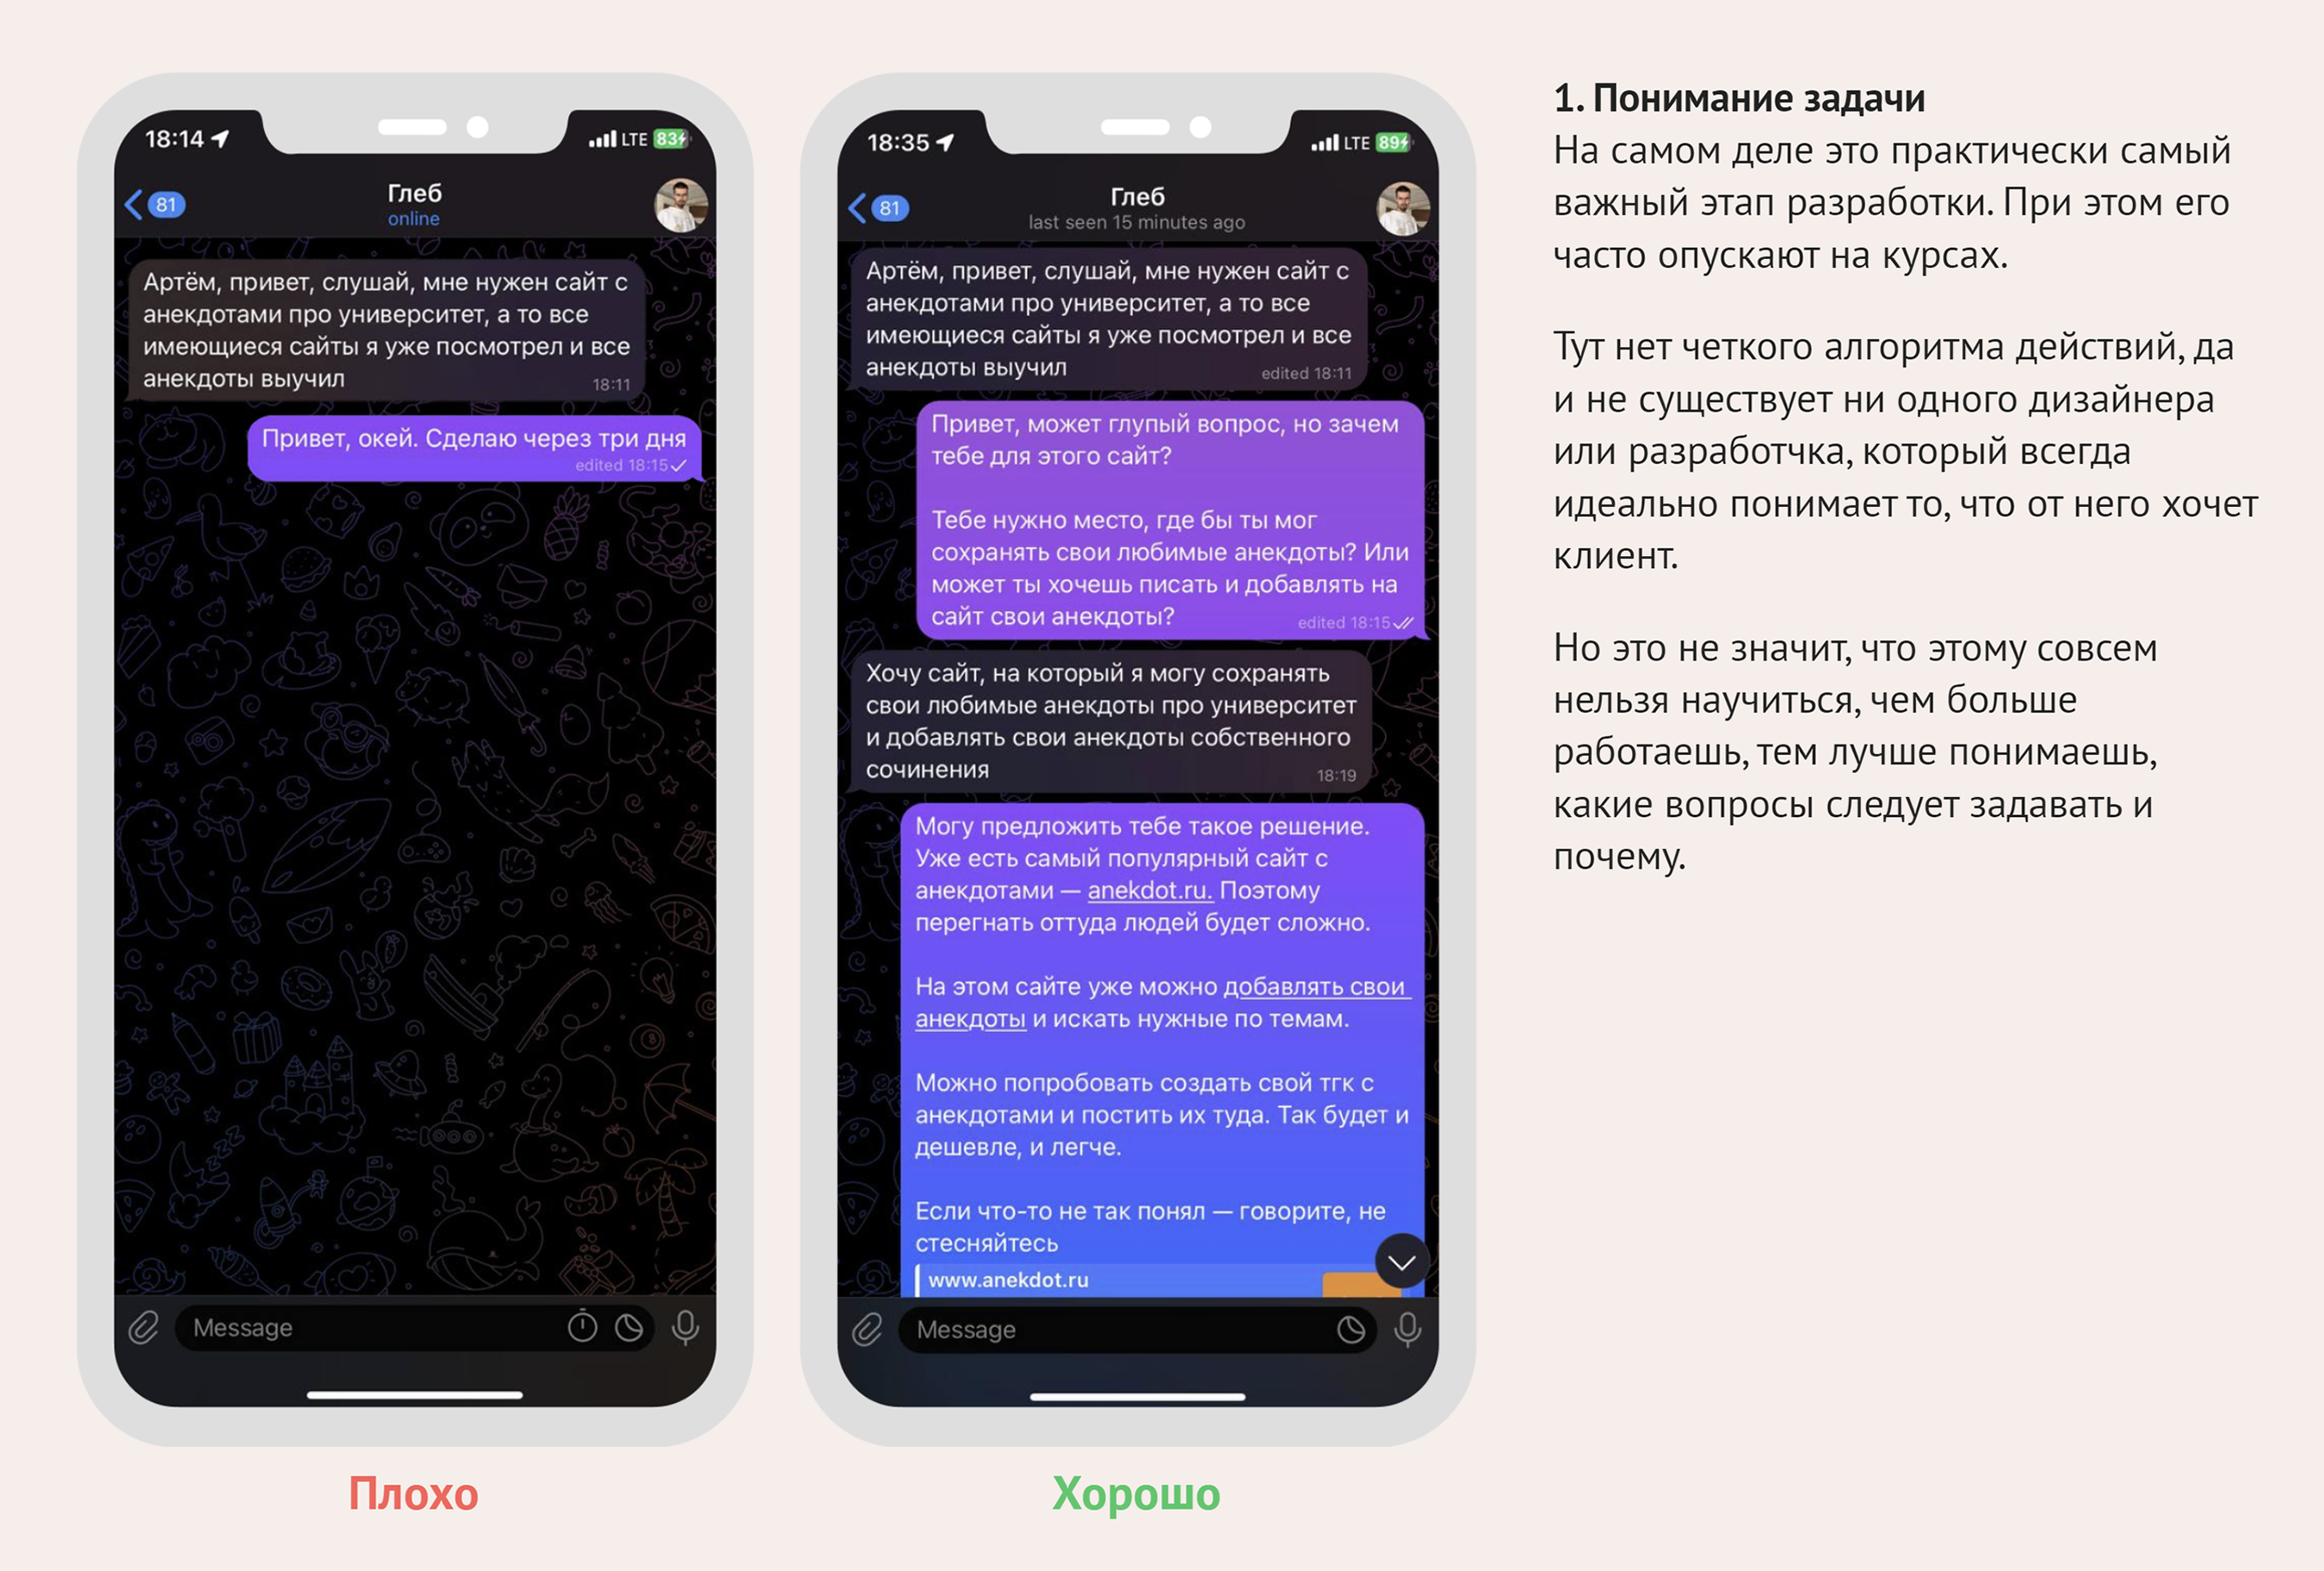 18:14
LTE 83
81
Глеб
online
Артём, привет, слушай, мне нужен сайт с
анекдотами про университет, а то все
имеющиеся сайты я уже посмотрел и все
анекдоты выучил
18:11
Привет, окей. Сделаю через три дня
edited 18:15
Message
Плохо
18:35
LTE 89
81
Глеб
last seen 15 minutes ago
Артём, привет, слушай, мне нужен сайт с
анекдотами про университет, а то все
имеющиеся сайты я уже посмотрел и все
анекдоты выучил
edited 18:11
Привет, может глупый вопрос, но зачем
тебе для этого сайт?
Тебе нужно место, где бы ты мог
сохранять свои любимые анекдоты? Или
может ты хочешь писать и добавлять на
сайт свои анекдоты?
edited 18:15
Хочу сайт, на который я могу сохранять
свои любимые анекдоты про университет
и добавлять свои анекдоты собственного
сочинения
18:19
Могу предложить тебе такое решение.
Уже есть самый популярный сайт с
анекдотами — anekdot.ru. Поэтому
перегнать оттуда людей будет сложно.
На этом сайте уже можно добавлять свои
анекдоты и искать нужные по темам.
Можно попробовать создать свой тгк с
анекдотами и постить их туда. Так будет и
дешевле, и легче.
Если что-то не так понял — говорите, не
стесняйтесь
www.anekdot.ru
Message
Хорошо
1. Понимание задачи
На самом деле это практически самый
важный этап разработки. При этом его
часто опускают на курсах.
Тут нет четкого алгоритма действий, да
и не существует ни одного дизайнера
или разработчка, который всегда
идеально понимает то, что от него хочет
клиент.
Но это не значит, что этому совсем
нельзя научиться, чем больше
работаешь, тем лучше понимаешь,
какие вопросы следует задавать и
почему.